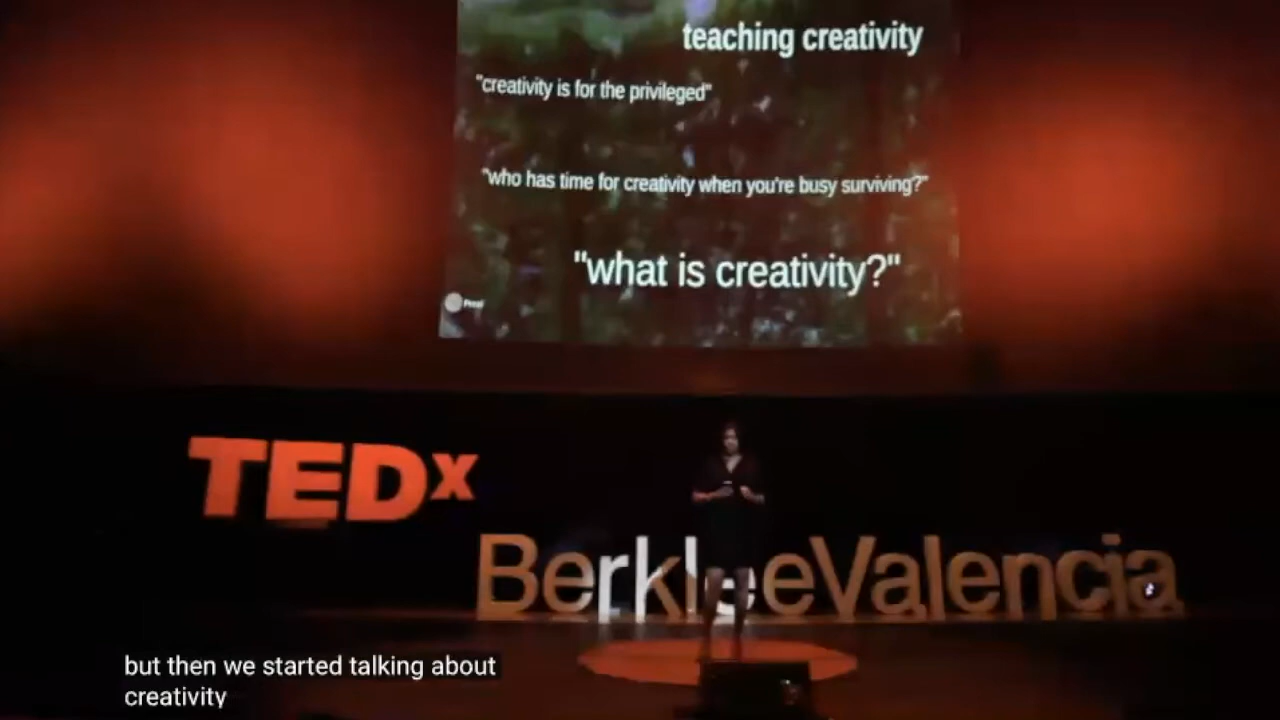 teaching creativity
"creativity is for the privileged"
"who has time for creativity when you're busy surviving?"
"what is creativity?"
Prezi
TEDx
BerkleeValencia
but then we started talking about
creativity